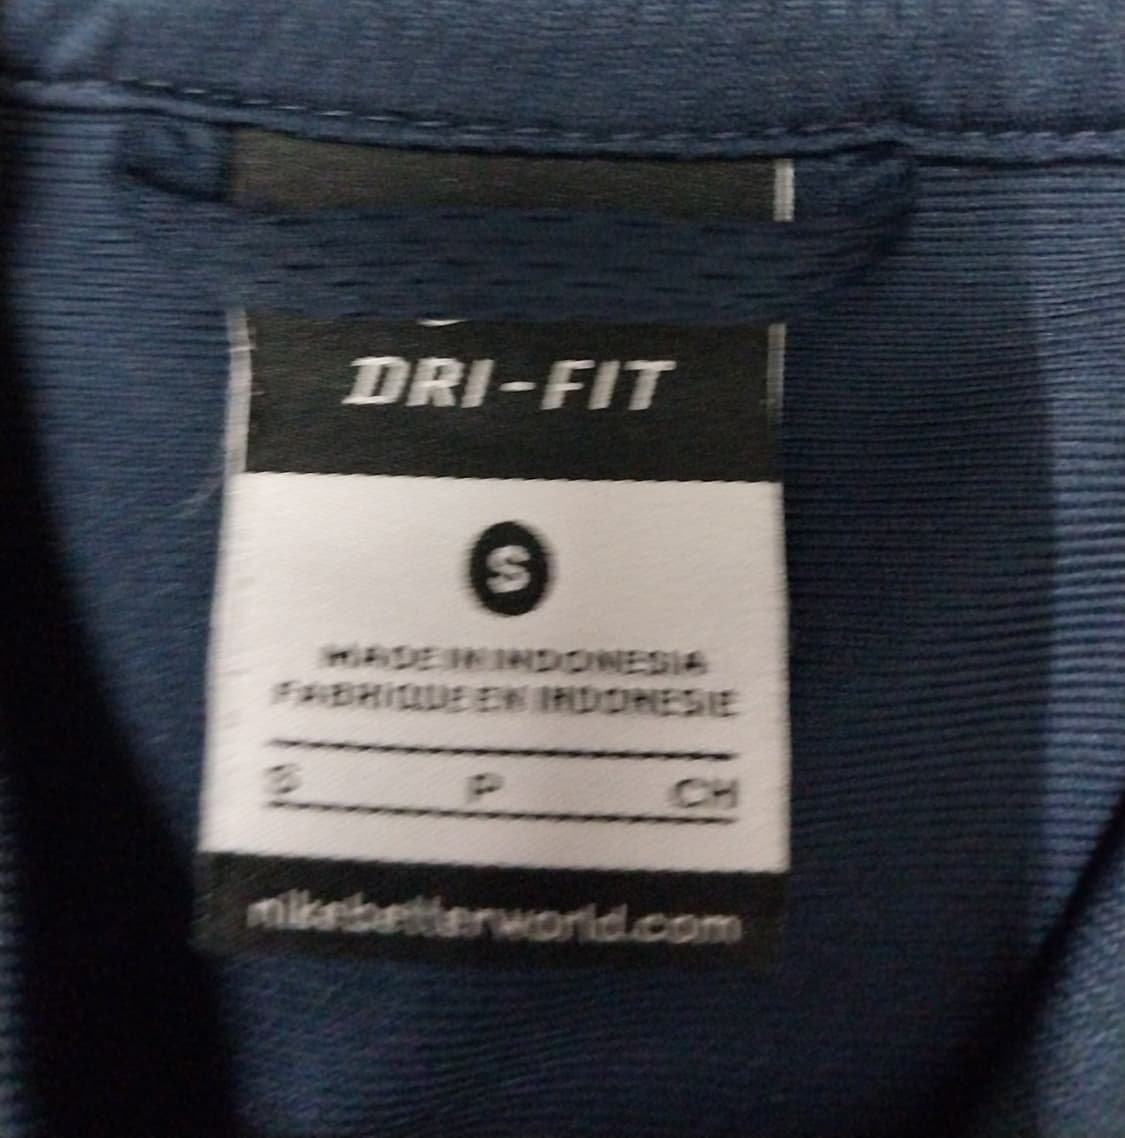 DRI-FIT
S
MADE IN INDONESIA
FABRIQUE EN INDONESIE
S P CH
nikebetterworld.com